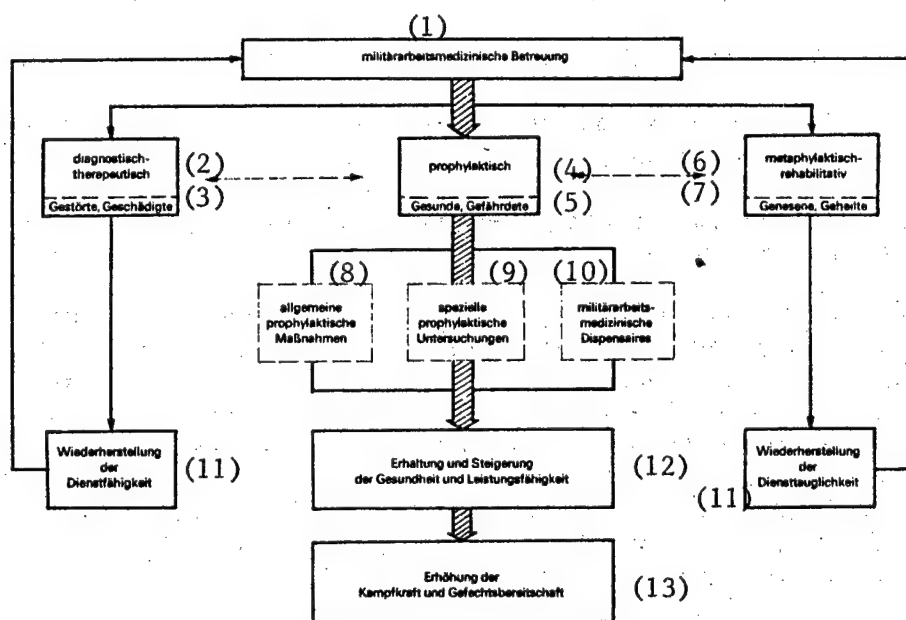 (1)
militärarbeitsmedizinische Betreuung
diagnostisch-
therapeutisch
(2)
Gestörte, Geschädigte
(3)
prophylaktisch
(4)
Gesunde, Gefährdete
(5)
(6)
metaphylaktisch-
rehabilitativ
(7)
Genesene, Geheilte
(8)
allgemeine
prophylaktische
Maßnahmen
(9)
spezielle
prophylaktische
Untersuchungen
(10)
militärarbeits-
medizinische
Dispensaires
Wiederherstellung
der
Dienstfähigkeit
(11)
Erhaltung und Steigerung
der Gesundheit und Leistungsfähigkeit
(12)
Wiederherstellung
der
Diensttauglichkeit
(11)
Erhöhung der
Kampfkraft und Gefechtsbereitschaft
(13)